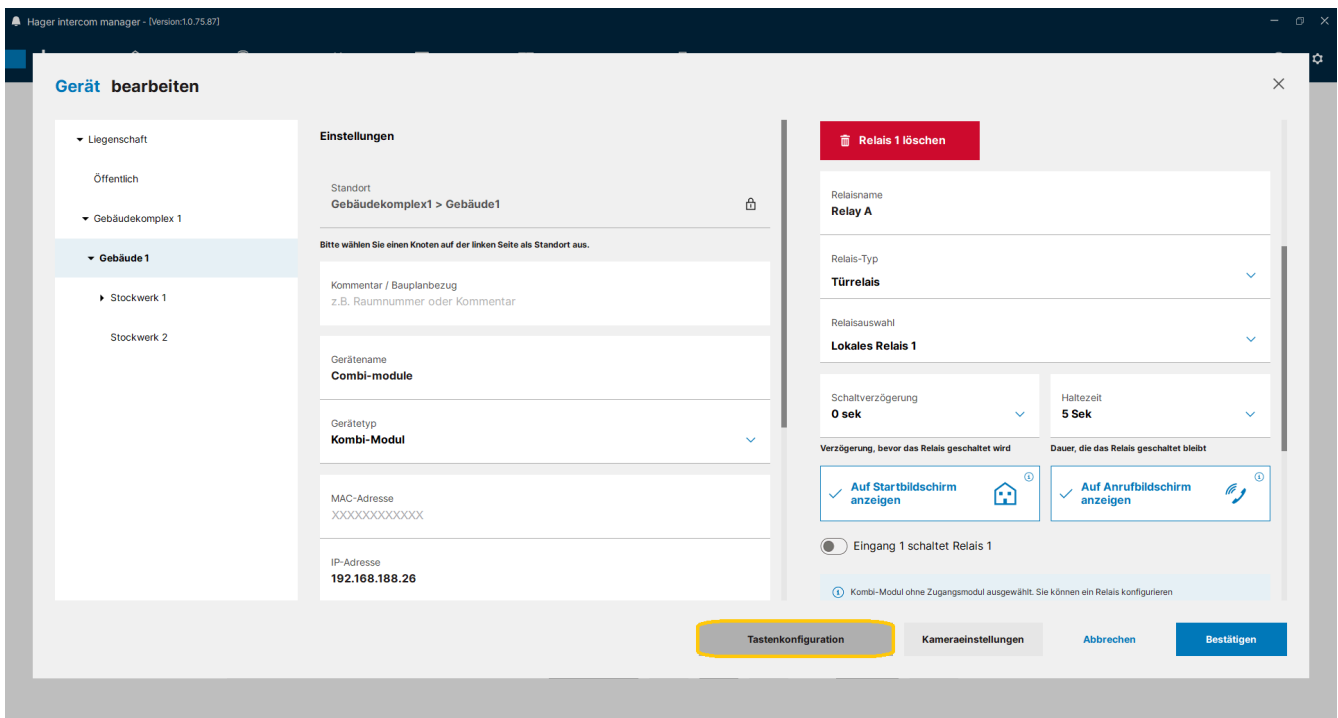 Hager intercom manager - [Version:1.0.75.87]
Gerät bearbeiten
Liegenschaft
Öffentlich
Gebäudekomplex 1
Gebäude 1
Stockwerk 1
Stockwerk 2
Einstellungen
Standort
Gebäudekomplex1 > Gebäude1
Bitte wählen Sie einen Knoten auf der linken Seite als Standort aus.
Kommentar / Bauplanbezug
z.B. Raumnummer oder Kommentar
Gerätename
Combi-module
Gerätetyp
Kombi-Modul
MAC-Adresse
XXXXXXXXXXXX
IP-Adresse
192.168.188.26
Relais 1 löschen
Relaisname
Relay A
Relais-Typ
Türrelais
Relaisauswahl
Lokales Relais 1
Schaltverzögerung
0 sek
Verzögerung, bevor das Relais geschaltet wird
Haltezeit
5 Sek
Dauer, die das Relais geschaltet bleibt
Auf Startbildschirm
anzeigen
Auf Anrufbildschirm
anzeigen
Eingang 1 schaltet Relais 1
Kombi-Modul ohne Zugangsmodul ausgewählt. Sie können ein Relais konfigurieren
Tastenkonfiguration
Kameraeinstellungen
Abbrechen
Bestätigen